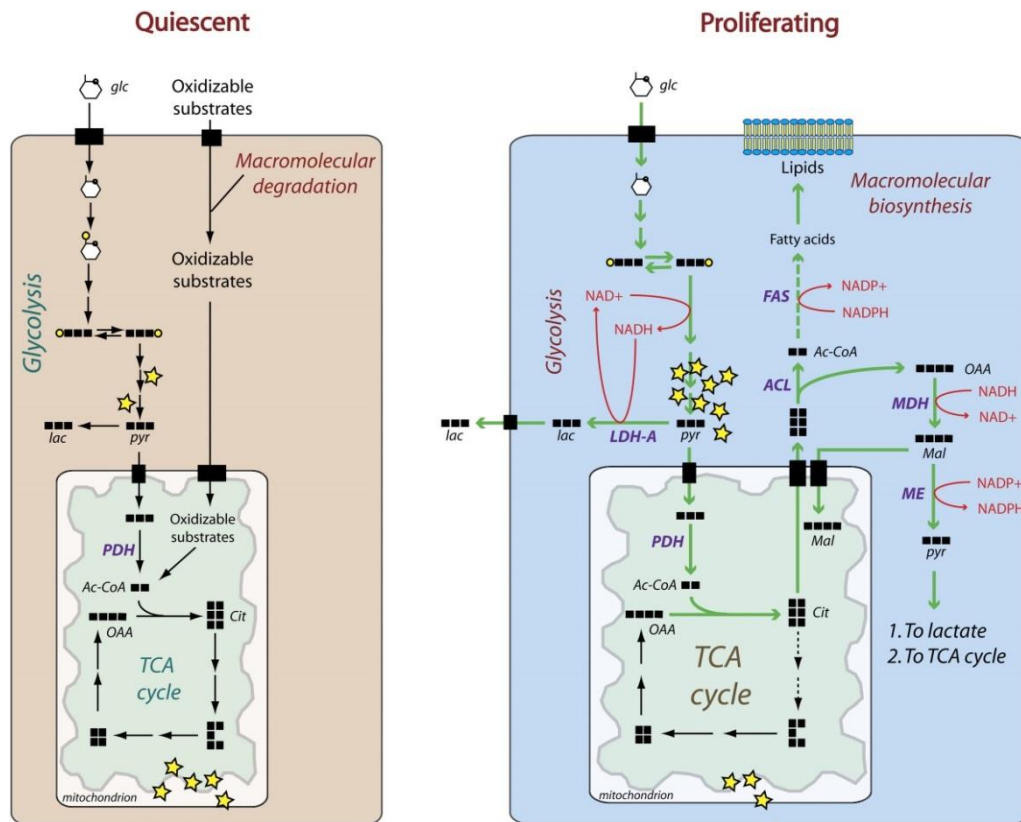 Quiescent
glc
Oxidizable
substrates
Macromolecular
degradation
Oxidizable
substrates
Glycolysis
lac
pyr
Oxidizable
substrates
PDH
Ac-CoA
OAA
Cit
TCA
cycle
mitochondrion
Proliferating
glc
Lipids
Macromolecular
biosynthesis
Fatty acids
FAS
NADP+
NADPH
Glycolysis
NAD+
NADH
Ac-CoA
OAA
ACL
MDH
NADH
NAD+
lac
lac
LDH-A
pyr
Mal
ME
NADP+
NADPH
Mal
pyr
PDH
Ac-CoA
OAA
Cit
1. To lactate
2. To TCA cycle
TCA
cycle
mitochondrion